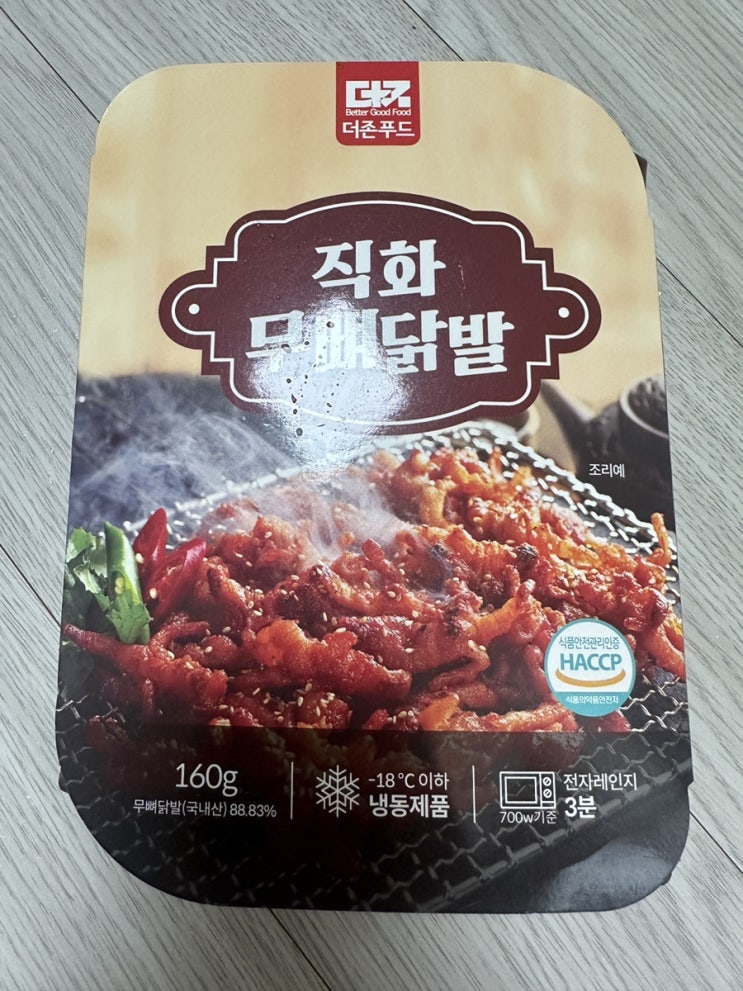 더존
Better Good Food
더존푸드
직화
무뼈닭발
조리예
식품안전관리인증
HACCP
식품의약품안전처
160g
무뼈닭발(국내산) 88.83%
-18℃ 이하
냉동제품
700w기준
전자레인지
3분